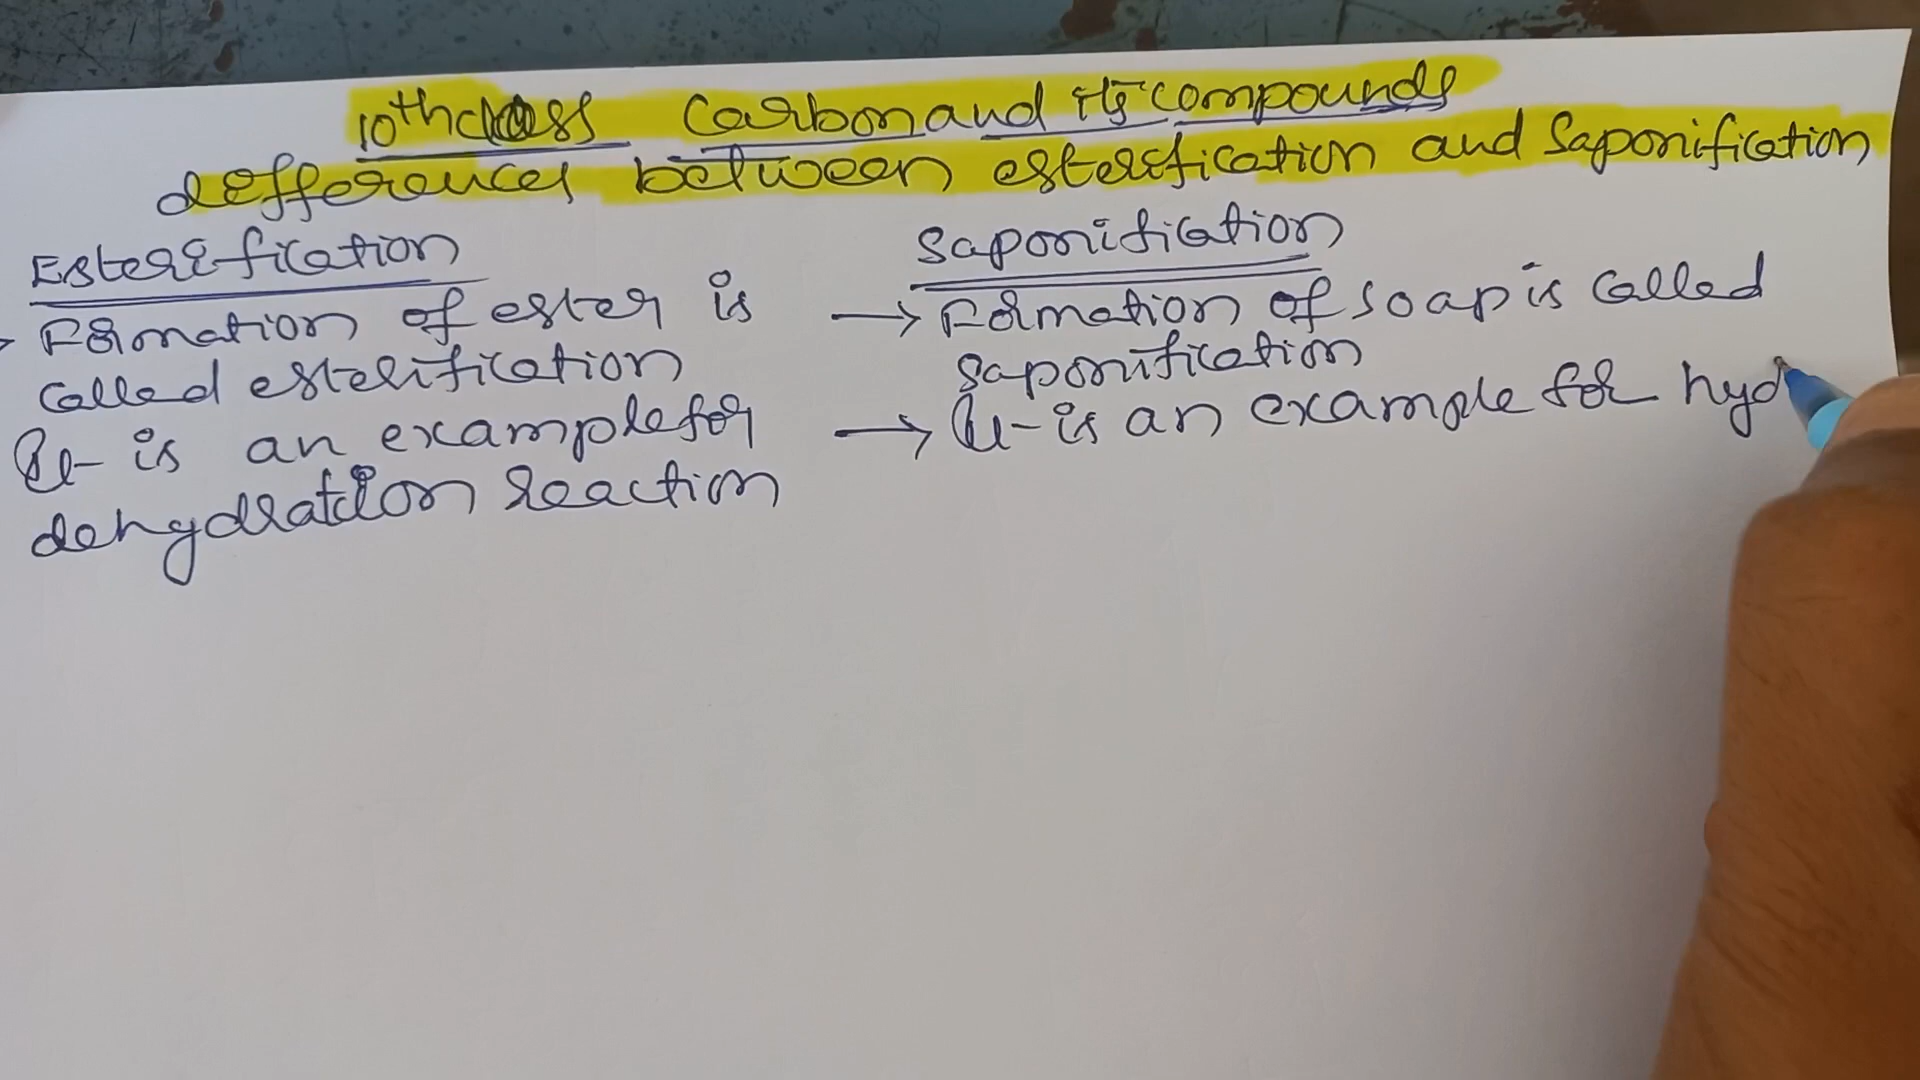 10th class Carbon and its compounds
defferences between esterification and Saponification
Esterification
Formation of ester is
called esterification
It is an example for
dehydration reaction
Saponification
→ Formation of soap is called
saponification
→ It is an example for hyd